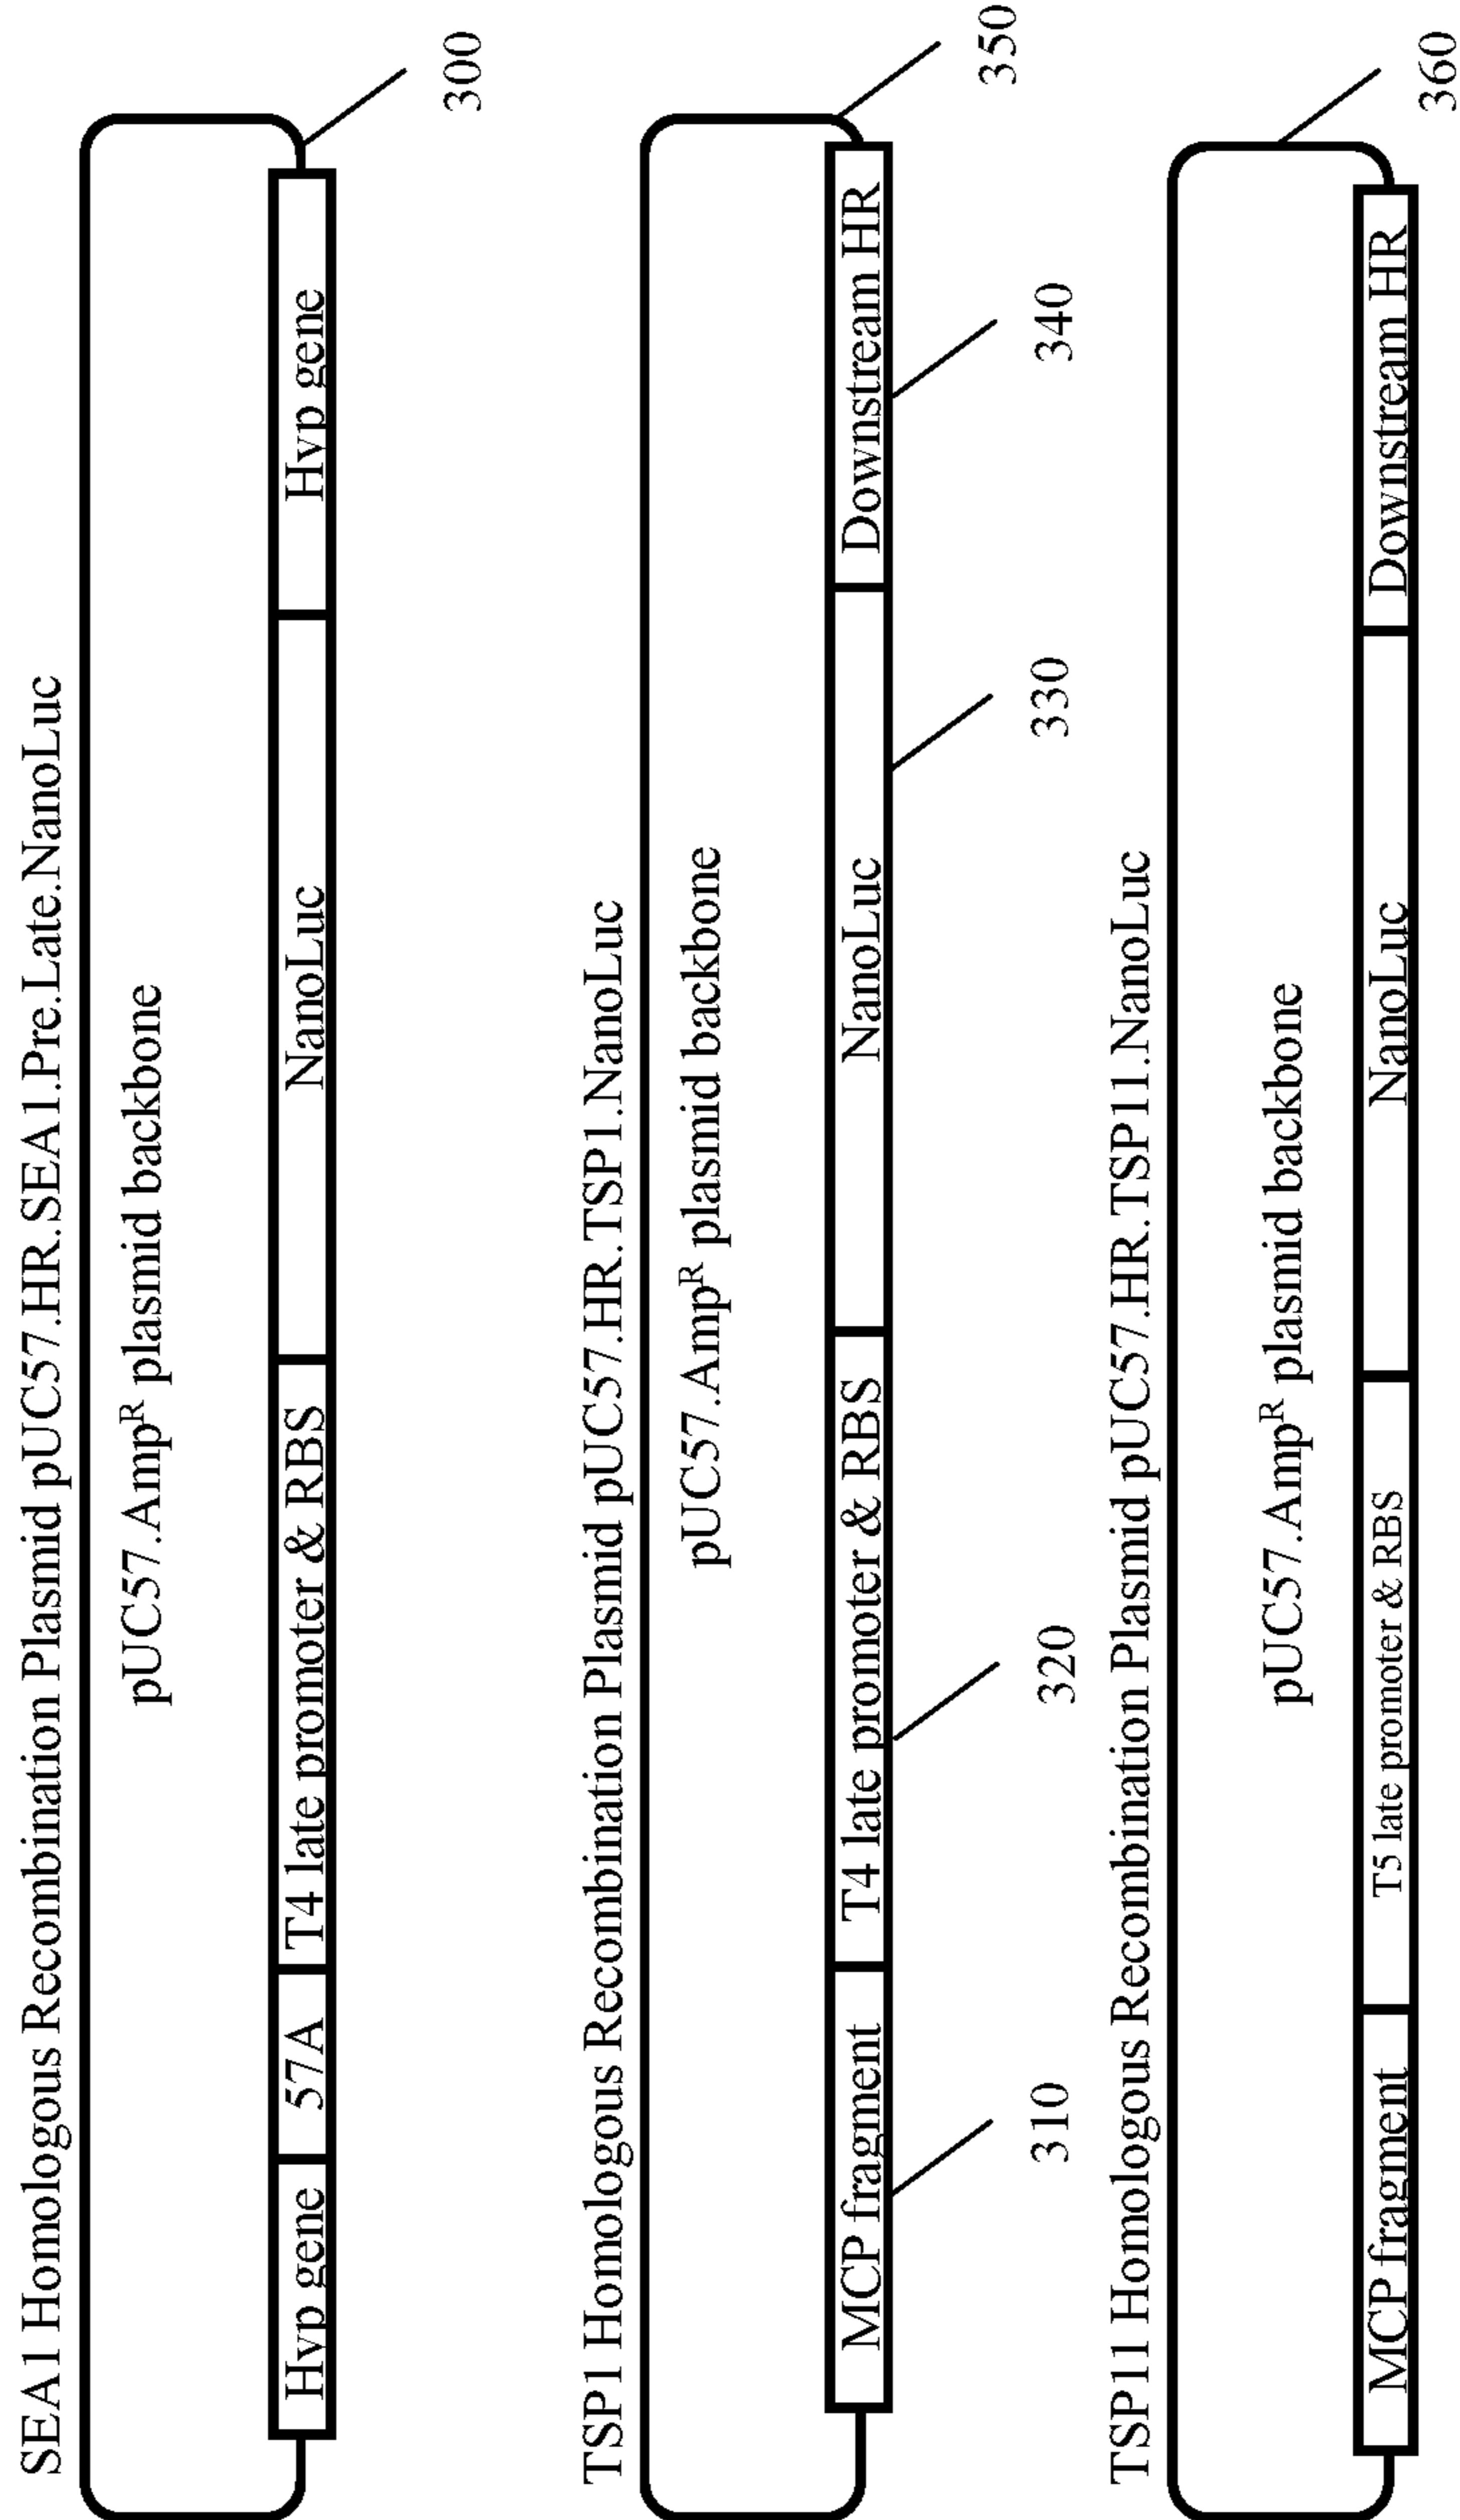 SEA1 Homologous Recombination Plasmid pUC57.HR.SEA1.Pre.Late.NanoLuc
pUC57.AmpR plasmid backbone
Hyp gene
57A
T4 late promoter & RBS
NanoLuc
Hyp gene
300
TSP1 Homologous Recombination Plasmid pUC57.HR.TSP1.NanoLuc
pUC57.AmpR plasmid backbone
MCP fragment
T4 late promoter & RBS
NanoLuc
Downstream HR
350
310
320
330
340
TSP11 Homologous Recombination Plasmid pUC57.HR.TSP11.NanoLuc
pUC57.AmpR plasmid backbone
MCP fragment
T5 late promoter & RBS
NanoLuc
Downstream HR
360